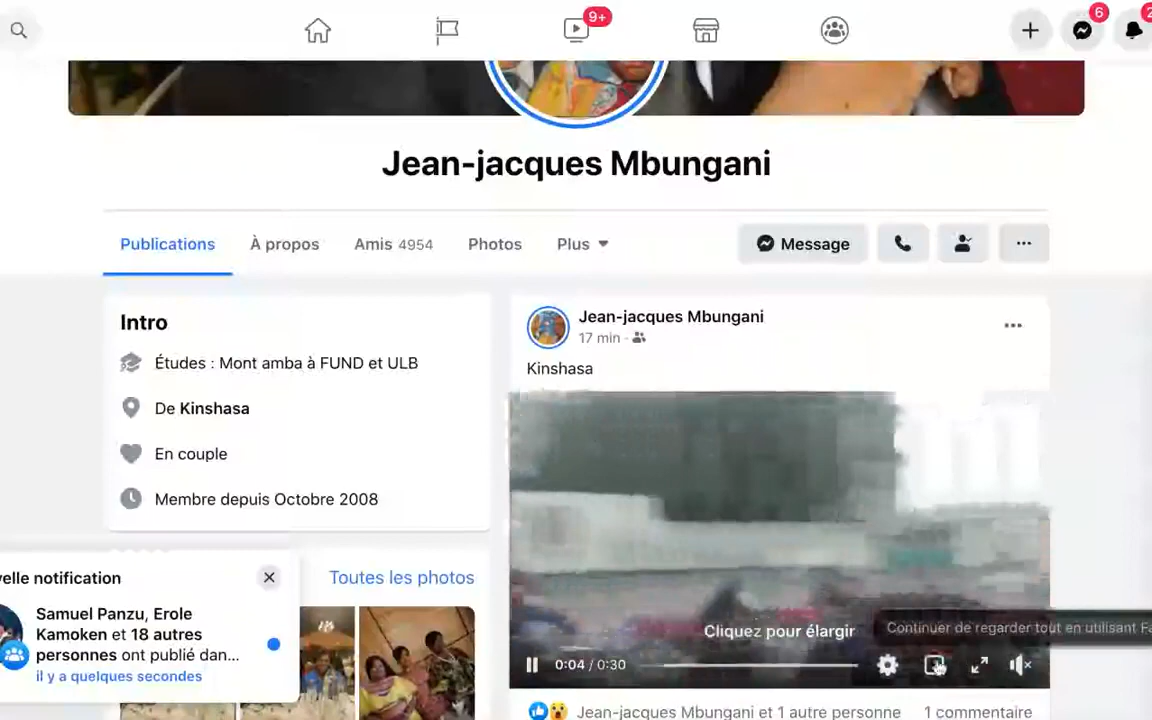 9+
6
2
Jean-jacques Mbungani
Publications
À propos
Amis 4954
Photos
Plus
Message
Intro
Études : Mont amba à FUND et ULB
De Kinshasa
En couple
Membre depuis Octobre 2008
Jean-jacques Mbungani
17 min ·
Kinshasa
velle notification
Samuel Panzu, Erole
Kamoken et 18 autres
personnes ont publié dan...
il y a quelques secondes
Toutes les photos
Cliquez pour élargir
Continuer de regarder tout en utilisant Fa
0:04 / 0:30
Jean-jacques Mbungani et 1 autre personne
1 commentaire